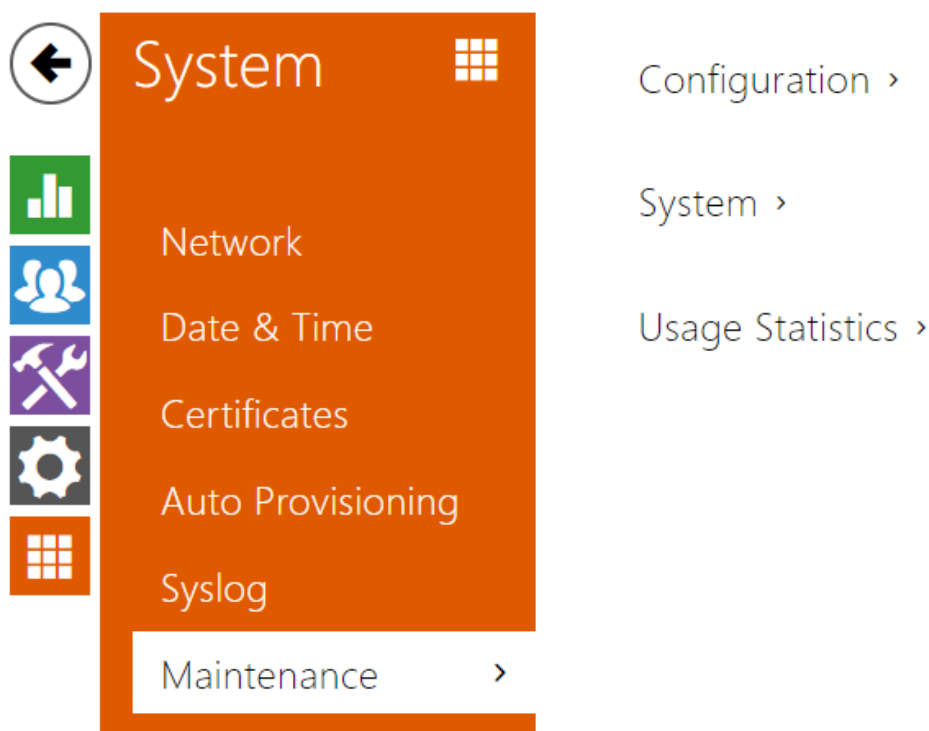 System
Network
Date & Time
Certificates
Auto Provisioning
Syslog
Maintenance
Configuration
System
Usage Statistics